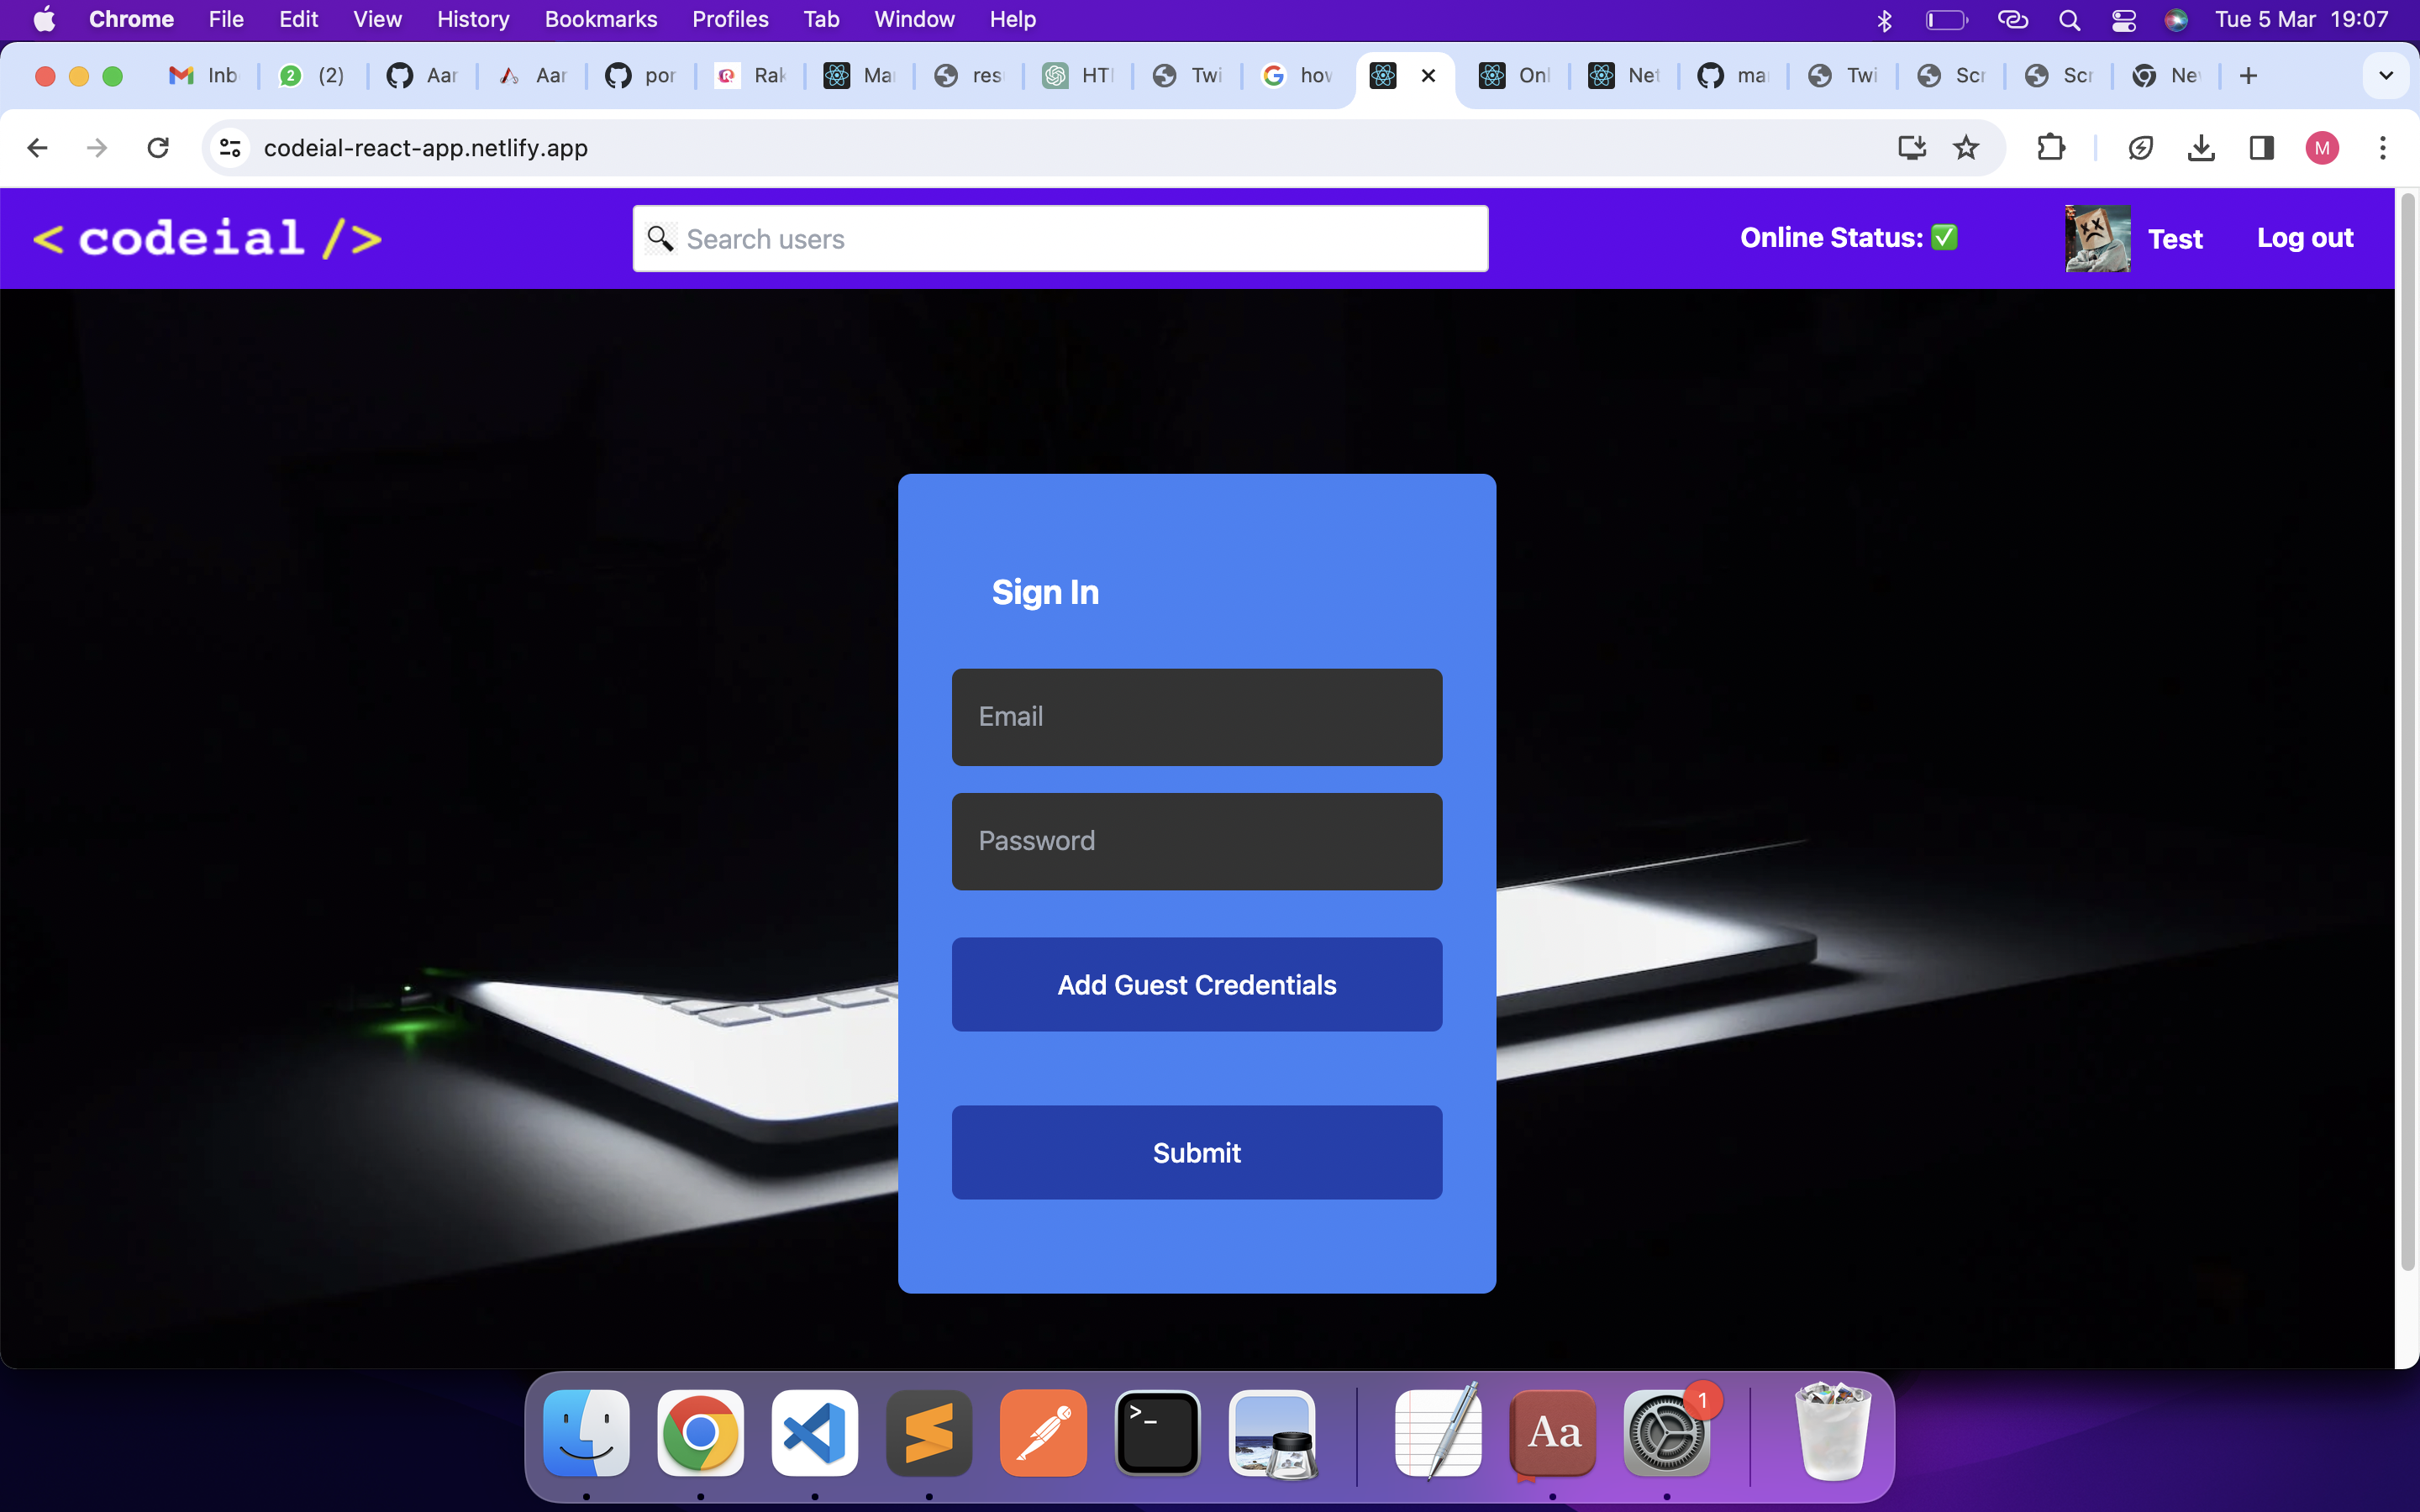 Chrome File Edit View History Bookmarks Profiles Tab Window Help Tue 5 Mar 19:07
Inb 2 (2) Aar Aar por Rak Ma res HTI Twi hov Onl Net ma Twi Scr Scr Ne
codeial-react-app.netlify.app M
< codeial /> Search users Online Status: ✅ Test Log out
Sign In
Email
Password
Add Guest Credentials
Submit
>_ Aa 1